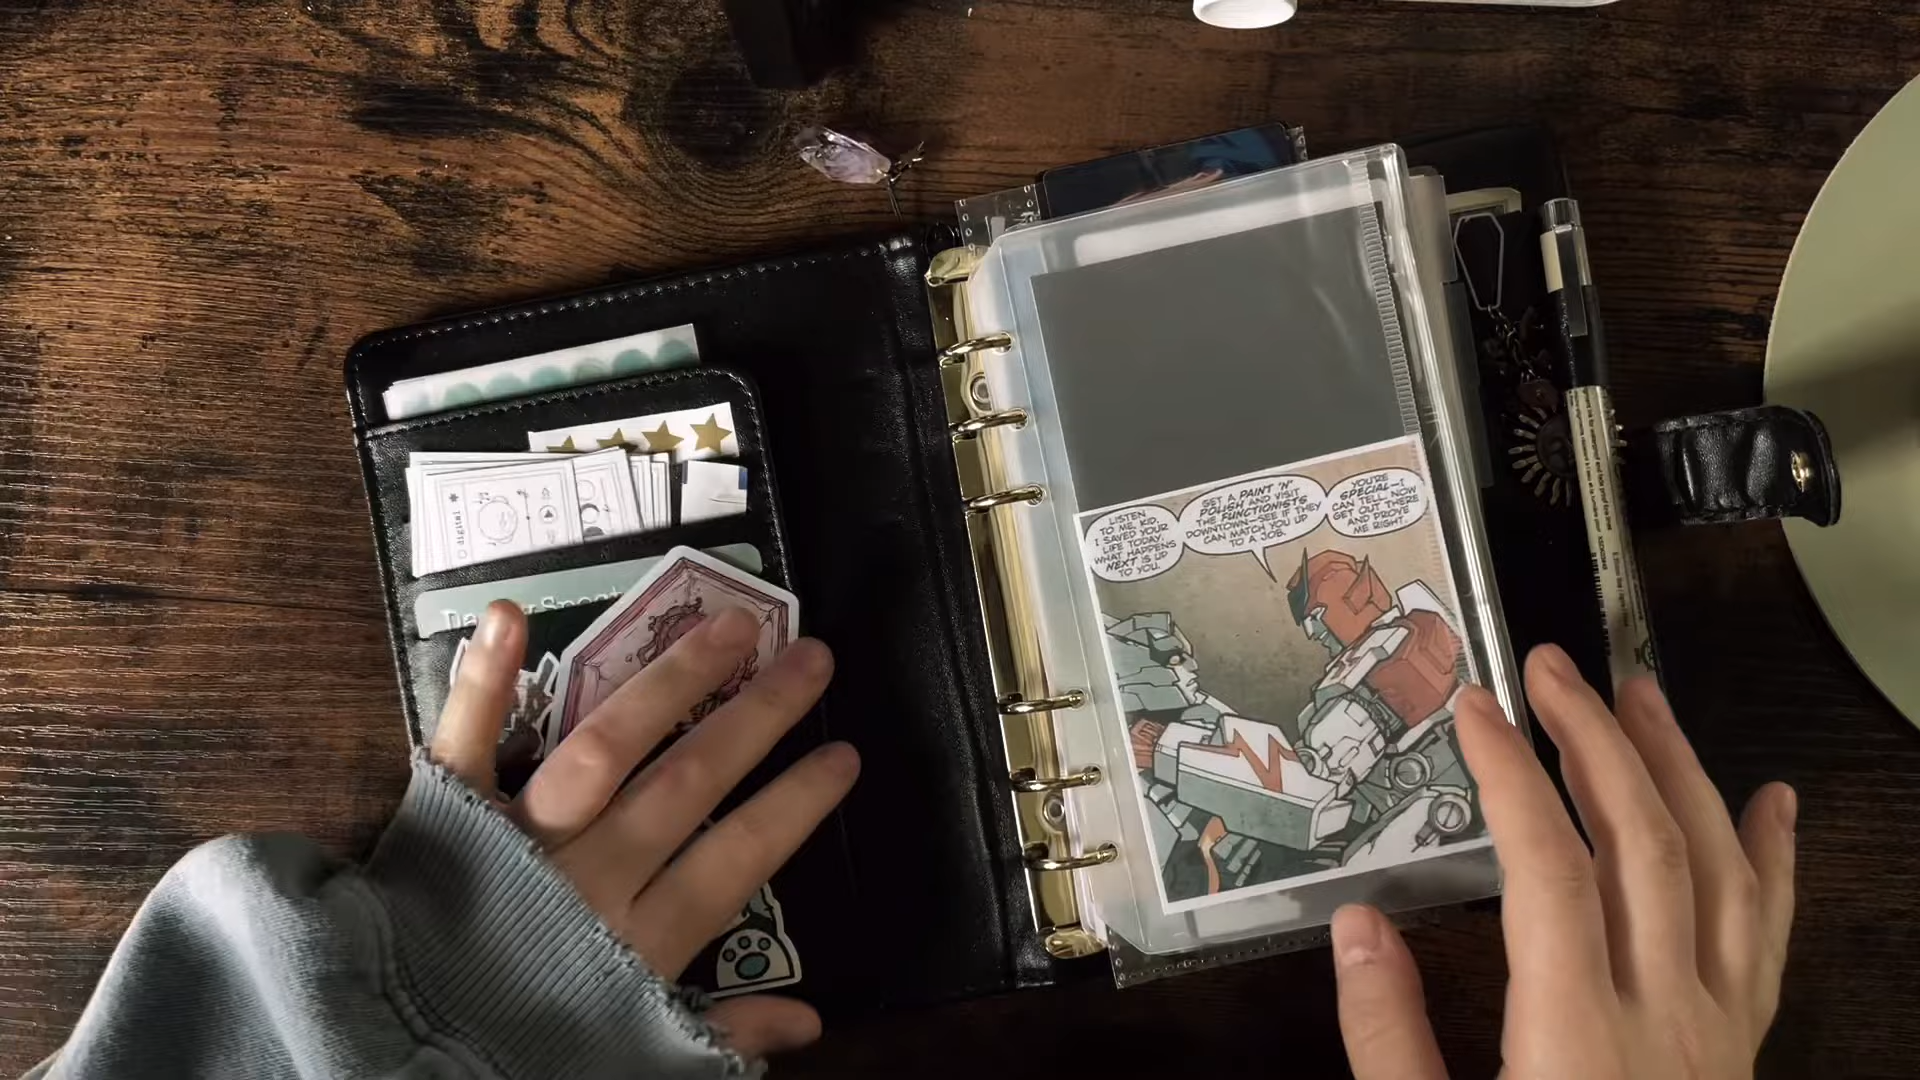 LISTEN
TO ME, KID.
I SAVED YOUR
LIFE TODAY.
WHAT HAPPENS
NEXT IS UP
TO YOU.
GET A PAINT 'N'
POLISH AND VISIT
THE FUNCTIONISTS
DOWNTOWN—SEE IF THEY
CAN MATCH YOU UP
TO A JOB.
YOU'RE
SPECIAL—I
CAN TELL. NOW
GET OUT THERE
AND PROVE
ME RIGHT.
digital